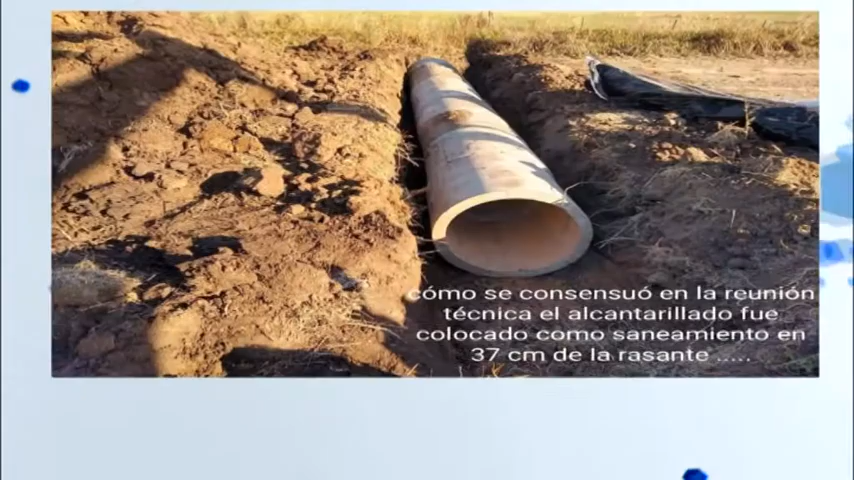 cómo se consensuó en la reunión
técnica el alcantarillado fue
colocado como saneamiento en
37 cm de la rasante .....